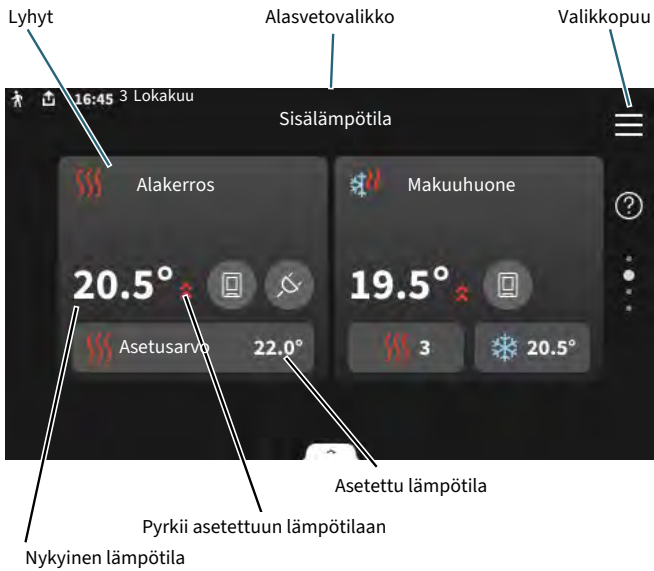 Lyhyt Alasvetovalikko Valikkopuu
16:45 3 Lokakuu
Sisälämpötila
Alakerros Makuuhuone
?
20.5° 19.5°
Asetusarvo 22.0° 3 20.5°
Asetettu lämpötila
Pyrkii asetettuun lämpötilaan
Nykyinen lämpötila